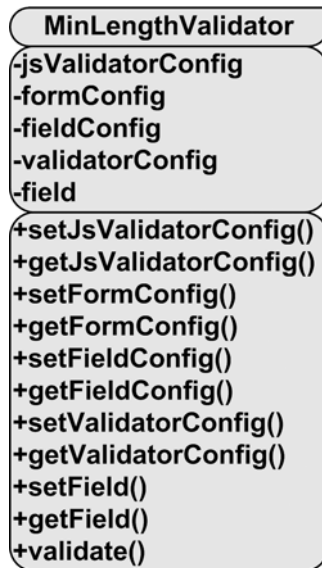 MinLengthValidator
-jsValidatorConfig
-formConfig
-fieldConfig
-validatorConfig
-field
+setJsValidatorConfig()
+getJsValidatorConfig()
+setFormConfig()
+getFormConfig()
+setFieldConfig()
+getFieldConfig()
+setValidatorConfig()
+getValidatorConfig()
+setField()
+getField()
+validate()